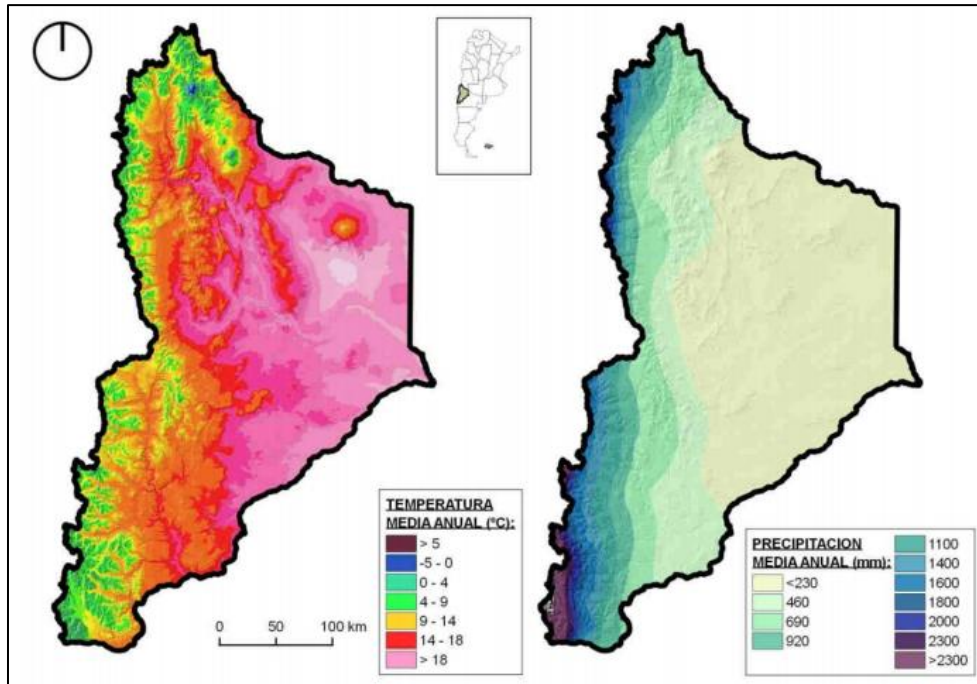 TEMPERATURA
MEDIA ANUAL (°C):
> 5
-5 - 0
0 - 4
4 - 9
9 - 14
14 - 18
> 18
0 50 100 km
PRECIPITACION
MEDIA ANUAL (mm):
<230
460
690
920
1100
1400
1600
1800
2000
2300
>2300